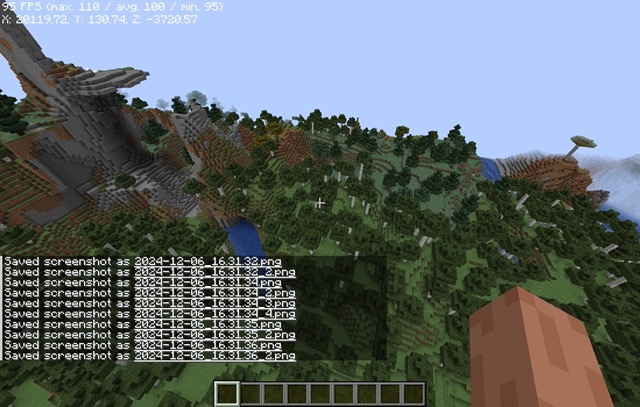 95 FPS (max. 110 / avg. 100 / min. 95)
X: 20119.72, Y: 130.74, Z: -3720.57
Saved screenshot as 2024-12-06_16.31.32.png
Saved screenshot as 2024-12-06_16.31.32_2.png
Saved screenshot as 2024-12-06_16.31.34.png
Saved screenshot as 2024-12-06_16.31.34_2.png
Saved screenshot as 2024-12-06_16.31.34_3.png
Saved screenshot as 2024-12-06_16.31.34_4.png
Saved screenshot as 2024-12-06_16.31.35.png
Saved screenshot as 2024-12-06_16.31.35_2.png
Saved screenshot as 2024-12-06_16.31.36.png
Saved screenshot as 2024-12-06_16.31.36_2.png